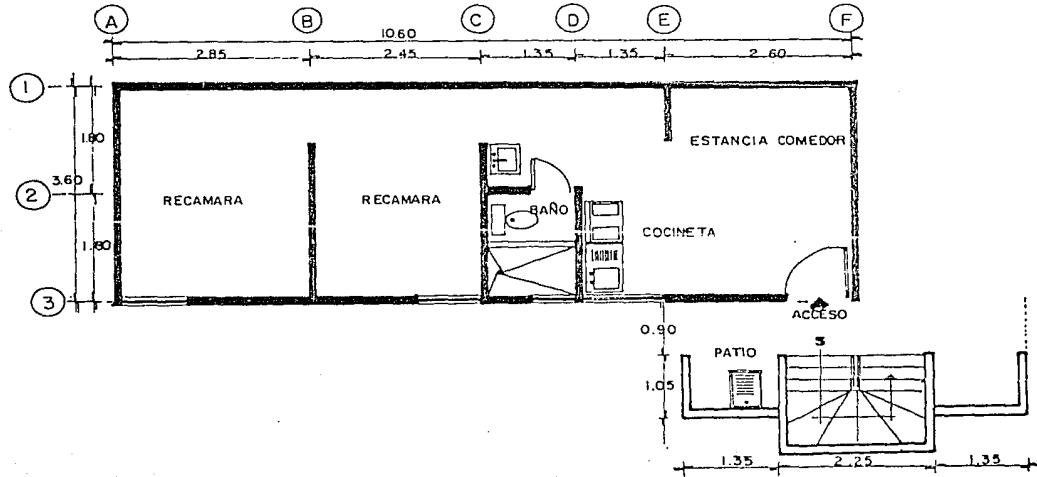 A B C D E F
10.60
2.85 2.45 1.35 1.35 2.60
1
1.80
ESTANCIA COMEDOR
3.60
2
RECAMARA RECAMARA BAÑO
COCINETA
1.80
3
ACCESO
0.90
S
PATIO
1.05
1.35 2.25 1.35